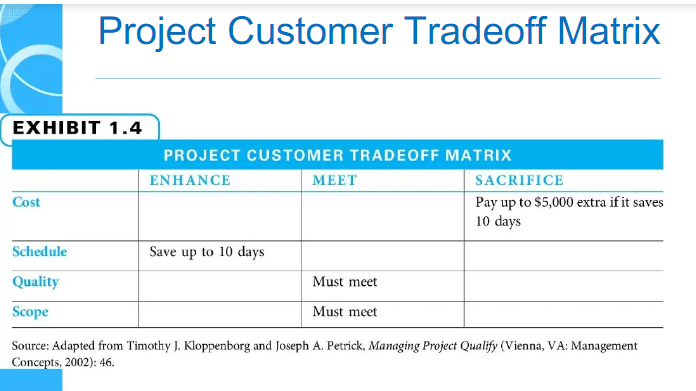 Project Customer Tradeoff Matrix
EXHIBIT 1.4
PROJECT CUSTOMER TRADEOFF MATRIX
ENHANCE MEET SACRIFICE
Cost Pay up to $5,000 extra if it saves
10 days
Schedule Save up to 10 days
Quality Must meet
Scope Must meet
Source: Adapted from Timothy J. Kloppenborg and Joseph A. Petrick, Managing Project Qualify (Vienna, VA: Management
Concepts, 2002): 46.